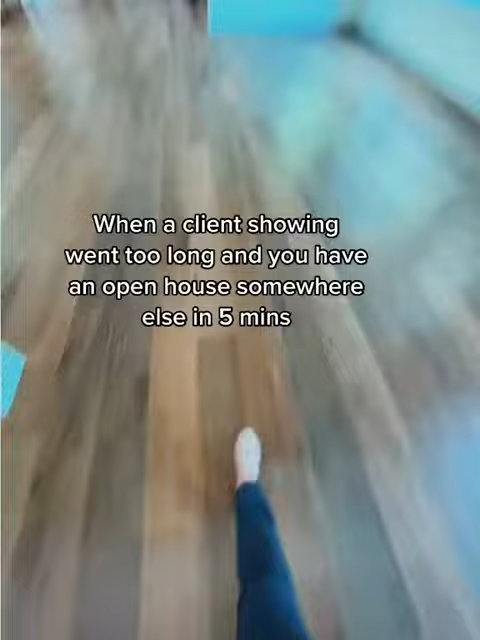 When a client showing
went too long and you have
an open house somewhere
else in 5 mins